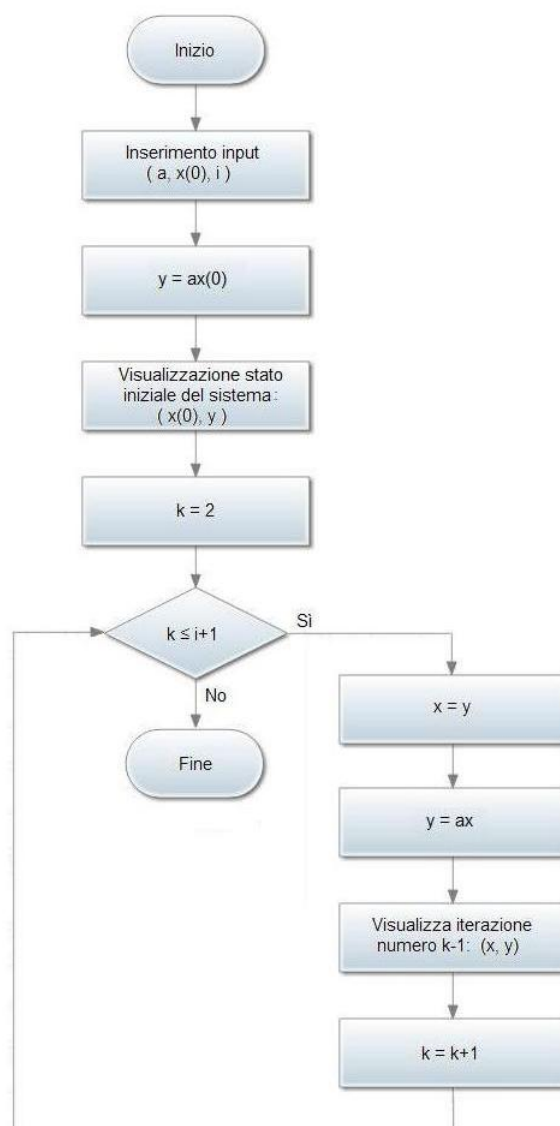 Inizio
Inserimento input
( a, x(0), i )
y = ax(0)
Visualizzazione stato
iniziale del sistema:
( x(0), y )
k = 2
k ≤ i+1
Sì
No
Fine
x = y
y = ax
Visualizza iterazione
numero k-1: (x, y)
k = k+1